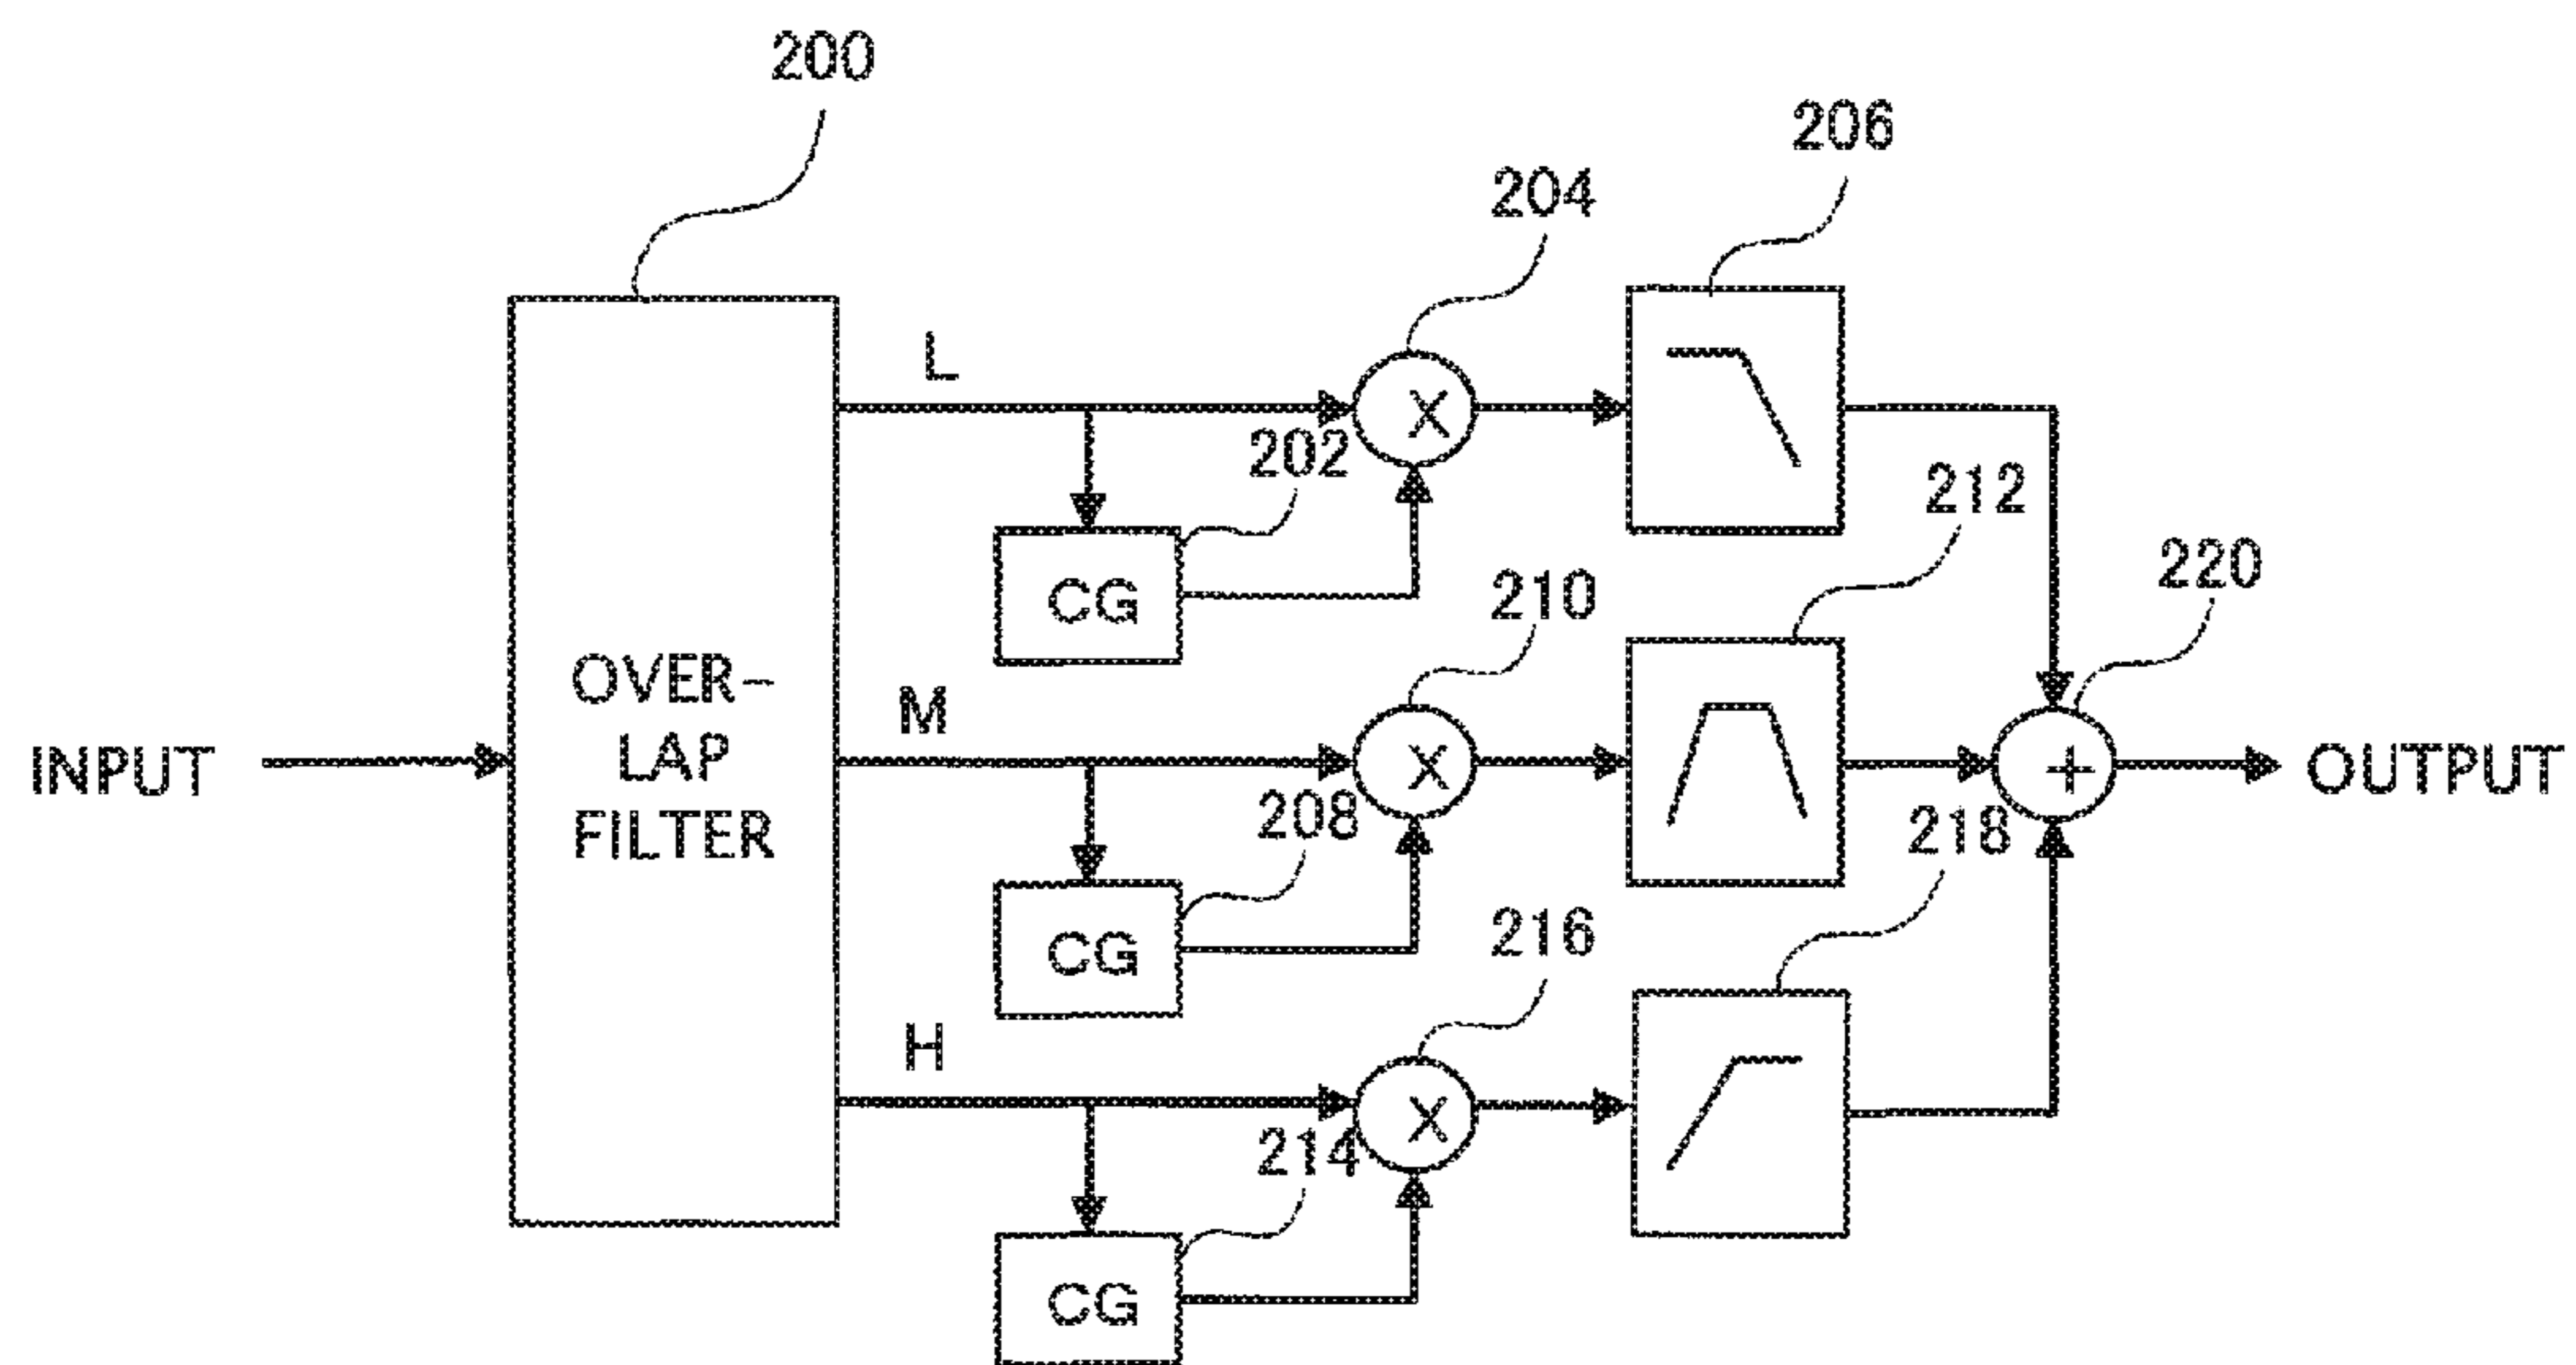 200
206
204
L
202
212
CG
220
210
OVER-
LAP
FILTER
M
INPUT
X
X
+
OUTPUT
208
218
CG
216
H
X
214
CG